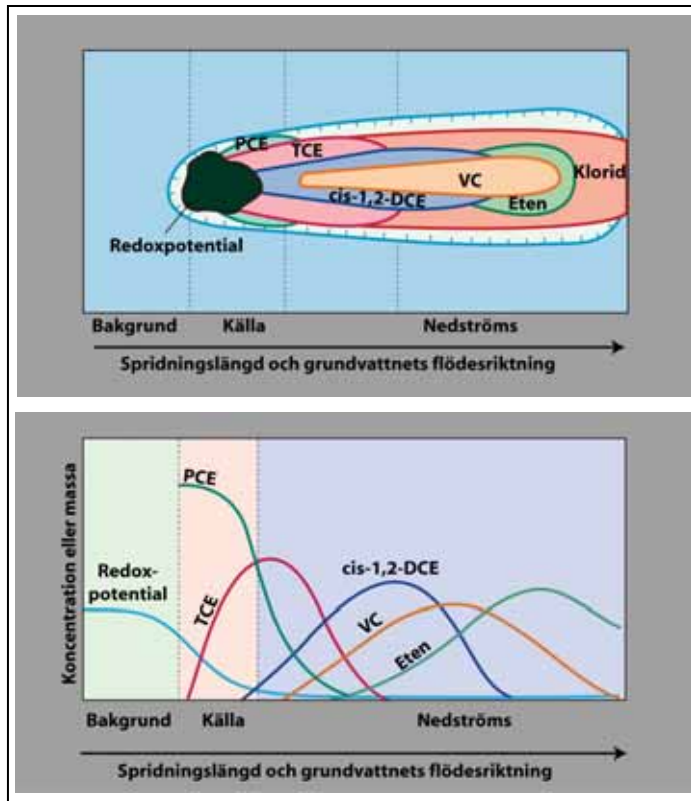 PCE
TCE
Klorid
VC
cis-1,2-DCE
Eten
Redoxpotential
Bakgrund Källa Nedströms
Spridningslängd och grundvattnets flödesriktning
Koncentration eller massa
PCE
cis-1,2-DCE
Redox-
potential
TCE
VC
Eten
Bakgrund Källa Nedströms
Spridningslängd och grundvattnets flödesriktning